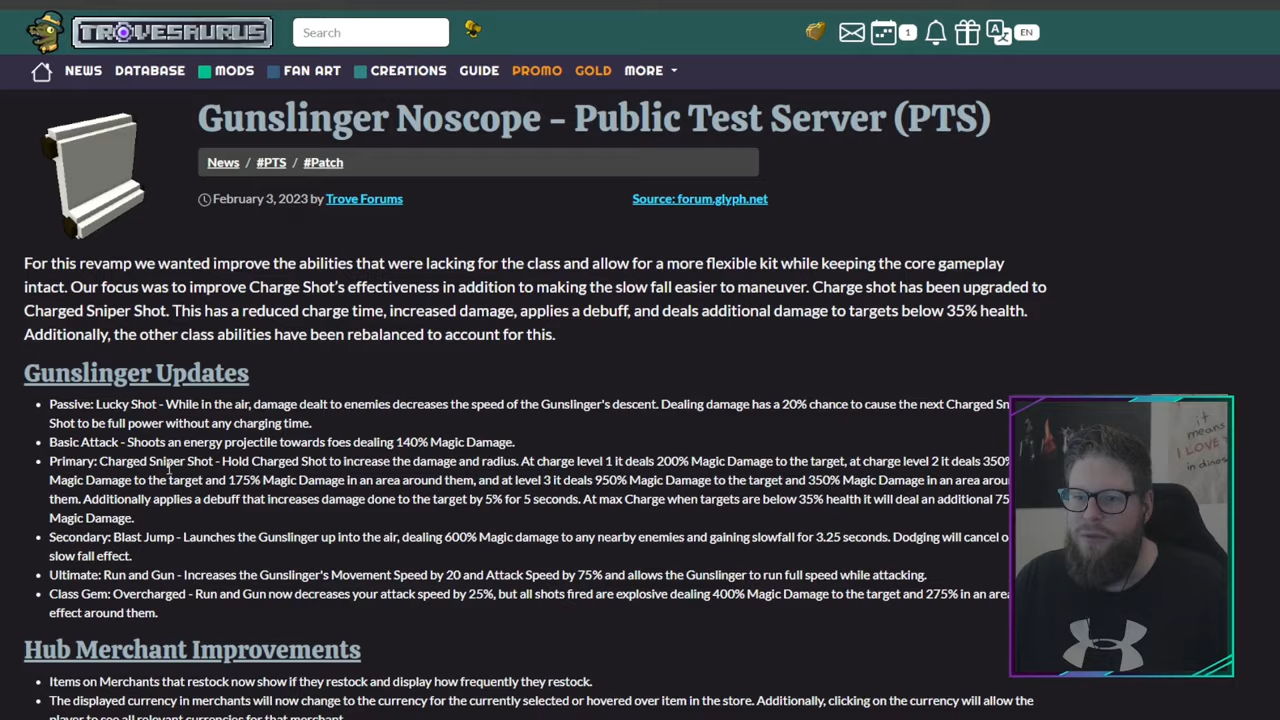 TROVESAURUS
Search
1
EN
NEWS DATABASE MODS FAN ART CREATIONS GUIDE PROMO GOLD MORE
Gunslinger Noscope - Public Test Server (PTS)
News / #PTS / #Patch
February 3, 2023 by Trove Forums
Source: forum.glyph.net
For this revamp we wanted improve the abilities that were lacking for the class and allow for a more flexible kit while keeping the core gameplay
intact. Our focus was to improve Charge Shot's effectiveness in addition to making the slow fall easier to maneuver. Charge shot has been upgraded to
Charged Sniper Shot. This has a reduced charge time, increased damage, applies a debuff, and deals additional damage to targets below 35% health.
Additionally, the other class abilities have been rebalanced to account for this.
Gunslinger Updates
Passive: Lucky Shot - While in the air, damage dealt to enemies decreases the speed of the Gunslinger's descent. Dealing damage has a 20% chance to cause the next Charged
Shot to be full power without any charging time.
Basic Attack - Shoots an energy projectile towards foes dealing 140% Magic Damage.
Primary: Charged Sniper Shot - Hold Charged Shot to increase the damage and radius. At charge level 1 it deals 200% Magic Damage to the target, at charge level 2 it deals 350%
Magic Damage to the target and 175% Magic Damage in an area around them, and at level 3 it deals 950% Magic Damage to the target and 350% Magic Damage in an area
them. Additionally applies a debuff that increases damage done to the target by 5% for 5 seconds. At max Charge when targets are below 35% health it will deal an additional
Magic Damage.
Secondary: Blast Jump - Launches the Gunslinger up into the air, dealing 600% Magic damage to any nearby enemies and gaining slowfall for 3.25 seconds. Dodging will cancel
slow fall effect.
Ultimate: Run and Gun - Increases the Gunslinger's Movement Speed by 20 and Attack Speed by 75% and allows the Gunslinger to run full speed while attacking.
Class Gem: Overcharged - Run and Gun now decreases your attack speed by 25%, but all shots fired are explosive dealing 400% Magic Damage to the target and 275% in an area
effect around them.
it
means
I LOVE
in dinos
Hub Merchant Improvements
Items on Merchants that restock now show if they restock and display how frequently they restock.
The displayed currency in merchants will now change to the currency for the currently selected or hovered over item in the store. Additionally, clicking on the currency will allow the
player to see all relevant currencies for that merchant.